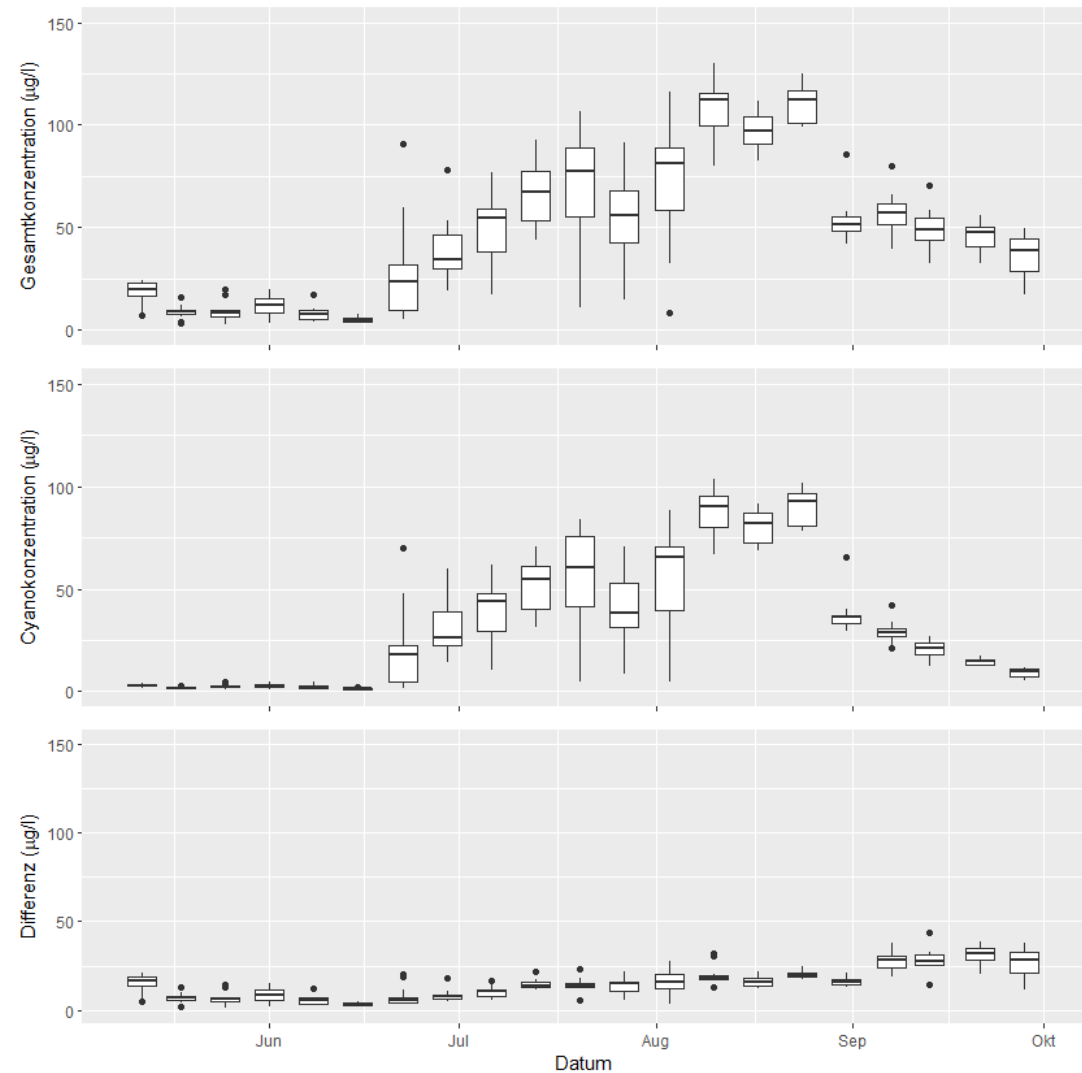 Gesamtkonzentration (µg/l)
150
100
50
0
Cyanokonzentration (µg/l)
150
100
50
0
Differenz (µg/l)
150
100
50
0
Jun Jul Aug Sep Okt
Datum